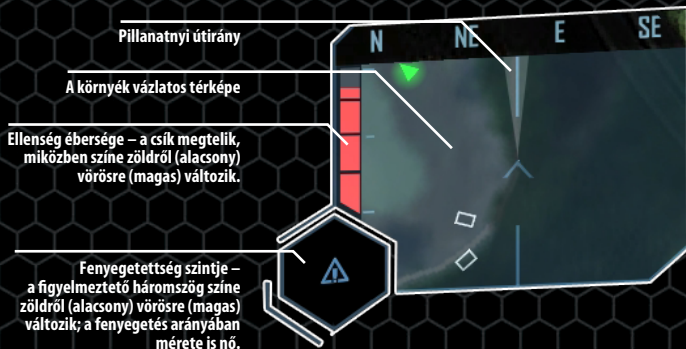 Pillanatnyi útirány
N NE E SE
A környék vázlatos térképe
Ellenség ébersége – a csík megtelik,
miközben színe zöldről (alacsony)
vörösre (magas) változik.
Fenyegetettség szintje –
a figyelmeztető háromszög színe
zöldről (alacsony) vörösre (magas)
változik; a fenyegetés arányában
mérete is nő.